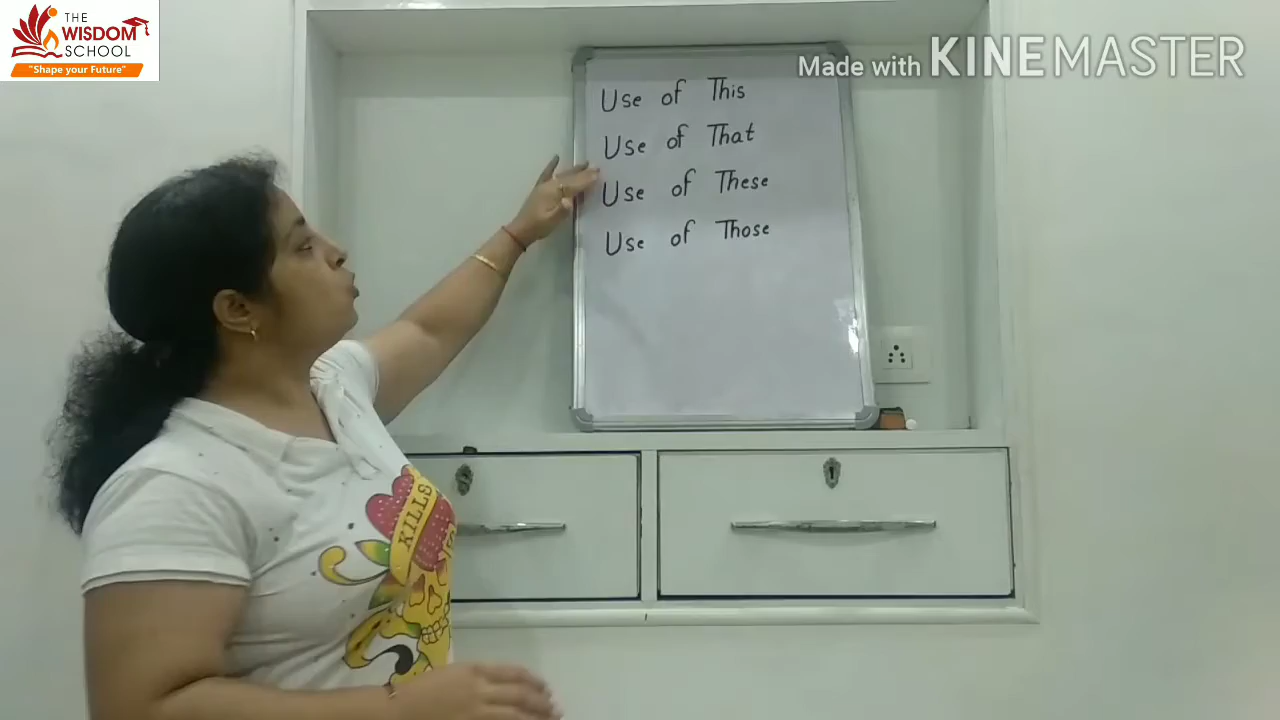 THE
WISDOM
SCHOOL
"Shape your Future"
Made with KINEMASTER
Use of This
Use of That
Use of These
Use of Those
KILLS